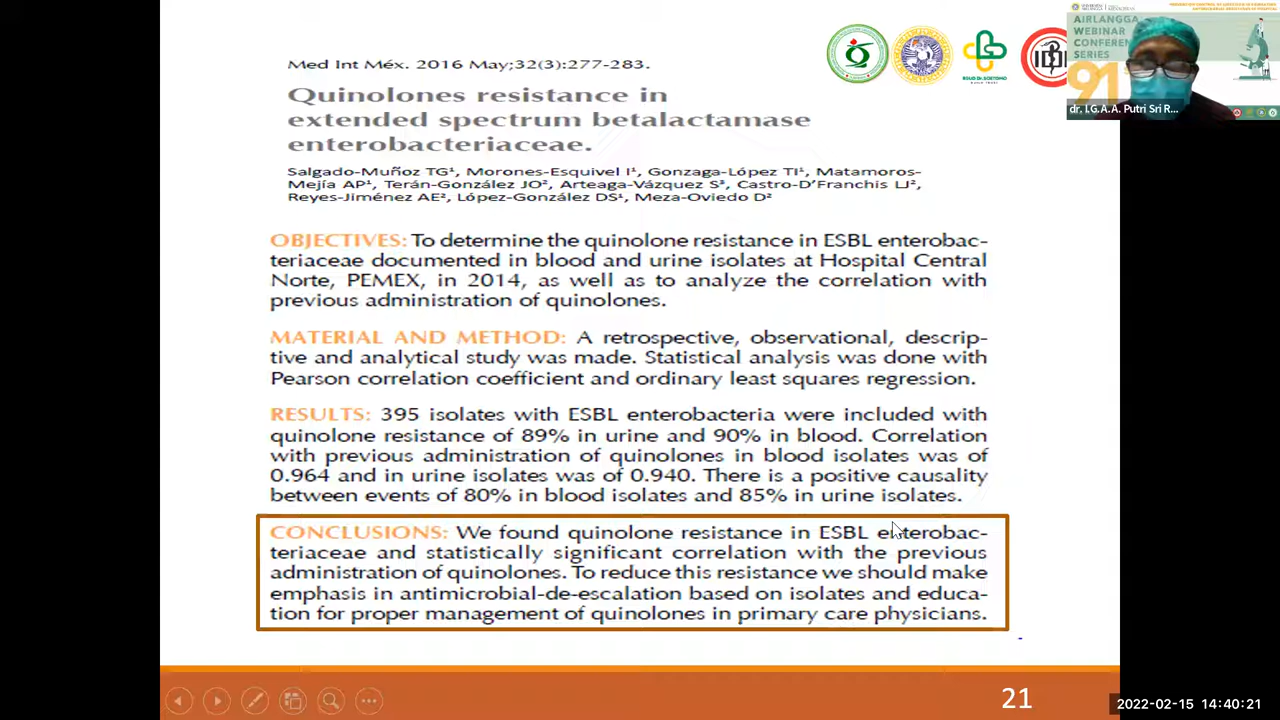 Med Int Méx. 2016 May;32(3):277-283.
Quinolones resistance in
extended spectrum betalactamase
enterobacteriaceae.
Salgado-Muñoz TG¹, Morones-Esquivel I¹, Gonzaga-López TI¹, Matamoros-
Mejía AP¹, Terán-González JO², Arteaga-Vázquez S³, Castro-D’Franchis LJ²,
Reyes-Jiménez AE², López-González DS¹, Meza-Oviedo D²
OBJECTIVES: To determine the quinolone resistance in ESBL enterobac-
teriaceae documented in blood and urine isolates at Hospital Central
Norte, PEMEX, in 2014, as well as to analyze the correlation with
previous administration of quinolones.
MATERIAL AND METHOD: A retrospective, observational, descrip-
tive and analytical study was made. Statistical analysis was done with
Pearson correlation coefficient and ordinary least squares regression.
RESULTS: 395 isolates with ESBL enterobacteria were included with
quinolone resistance of 89% in urine and 90% in blood. Correlation
with previous administration of quinolones in blood isolates was of
0.964 and in urine isolates was of 0.940. There is a positive causality
between events of 80% in blood isolates and 85% in urine isolates.
CONCLUSIONS: We found quinolone resistance in ESBL enterobac-
teriaceae and statistically significant correlation with the previous
administration of quinolones. To reduce this resistance we should make
emphasis in antimicrobial-de-escalation based on isolates and educa-
tion for proper management of quinolones in primary care physicians.
21
AIRLANGGA
WEBINAR
CONFERENCE
SERIES
91
dr, I.G.A.A. Putri Sri R...
2022-02-15 14:40:21